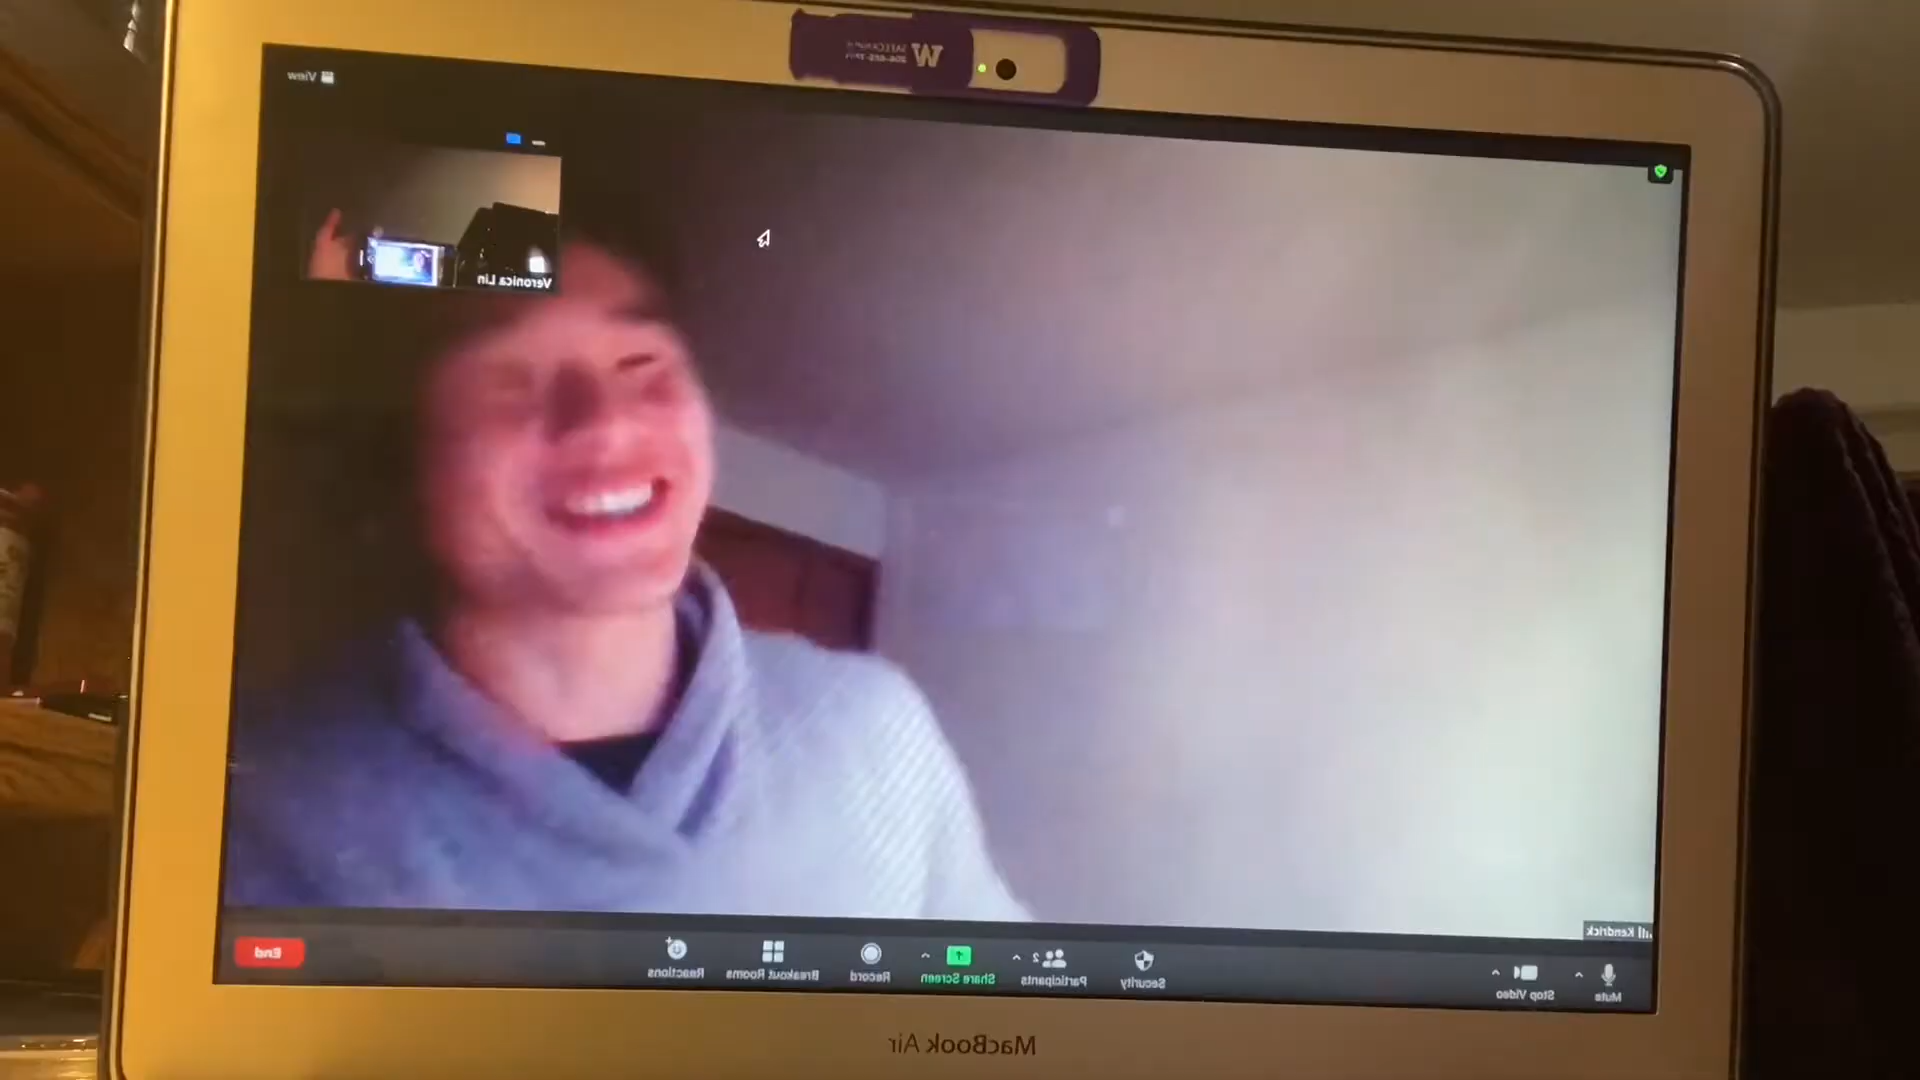 W
View
Veronica Lin
Kendrick
Mute
Stop Video
Security
Participants
2
Share Screen
Record
Breakout Rooms
Reactions
End
MacBook Air